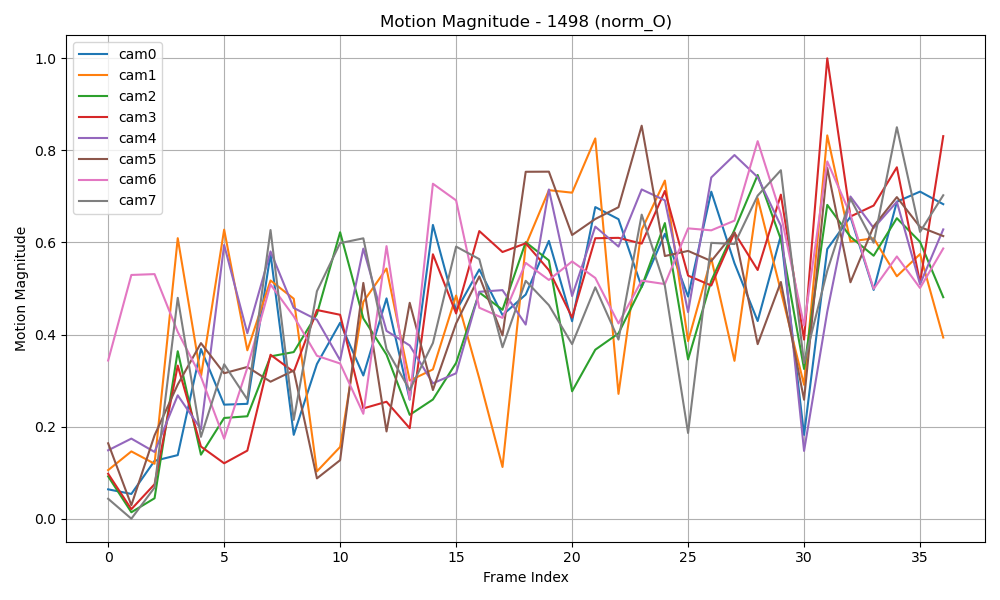 Motion Magnitude - 1498 (norm_O)
cam0
cam1
cam2
cam3
cam4
cam5
cam6
cam7
Motion Magnitude
1.0
0.8
0.6
0.4
0.2
0.0
0 5 10 15 20 25 30 35
Frame Index